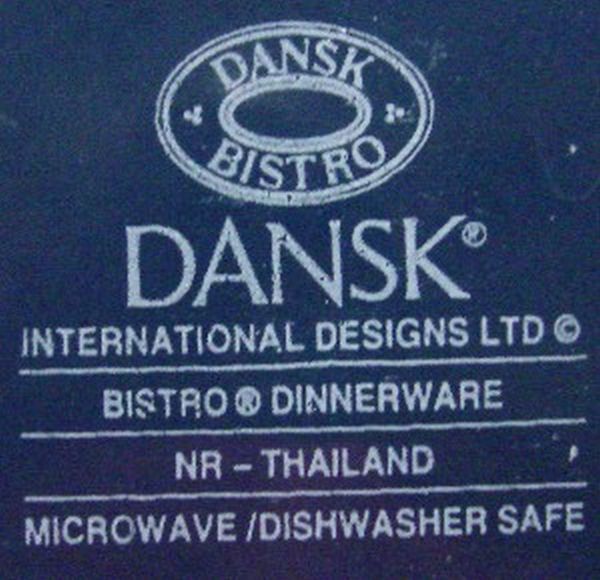 DANSK
BISTRO
DANSK®
INTERNATIONAL DESIGNS LTD ©
BISTRO® DINNERWARE
NR – THAILAND
MICROWAVE /DISHWASHER SAFE